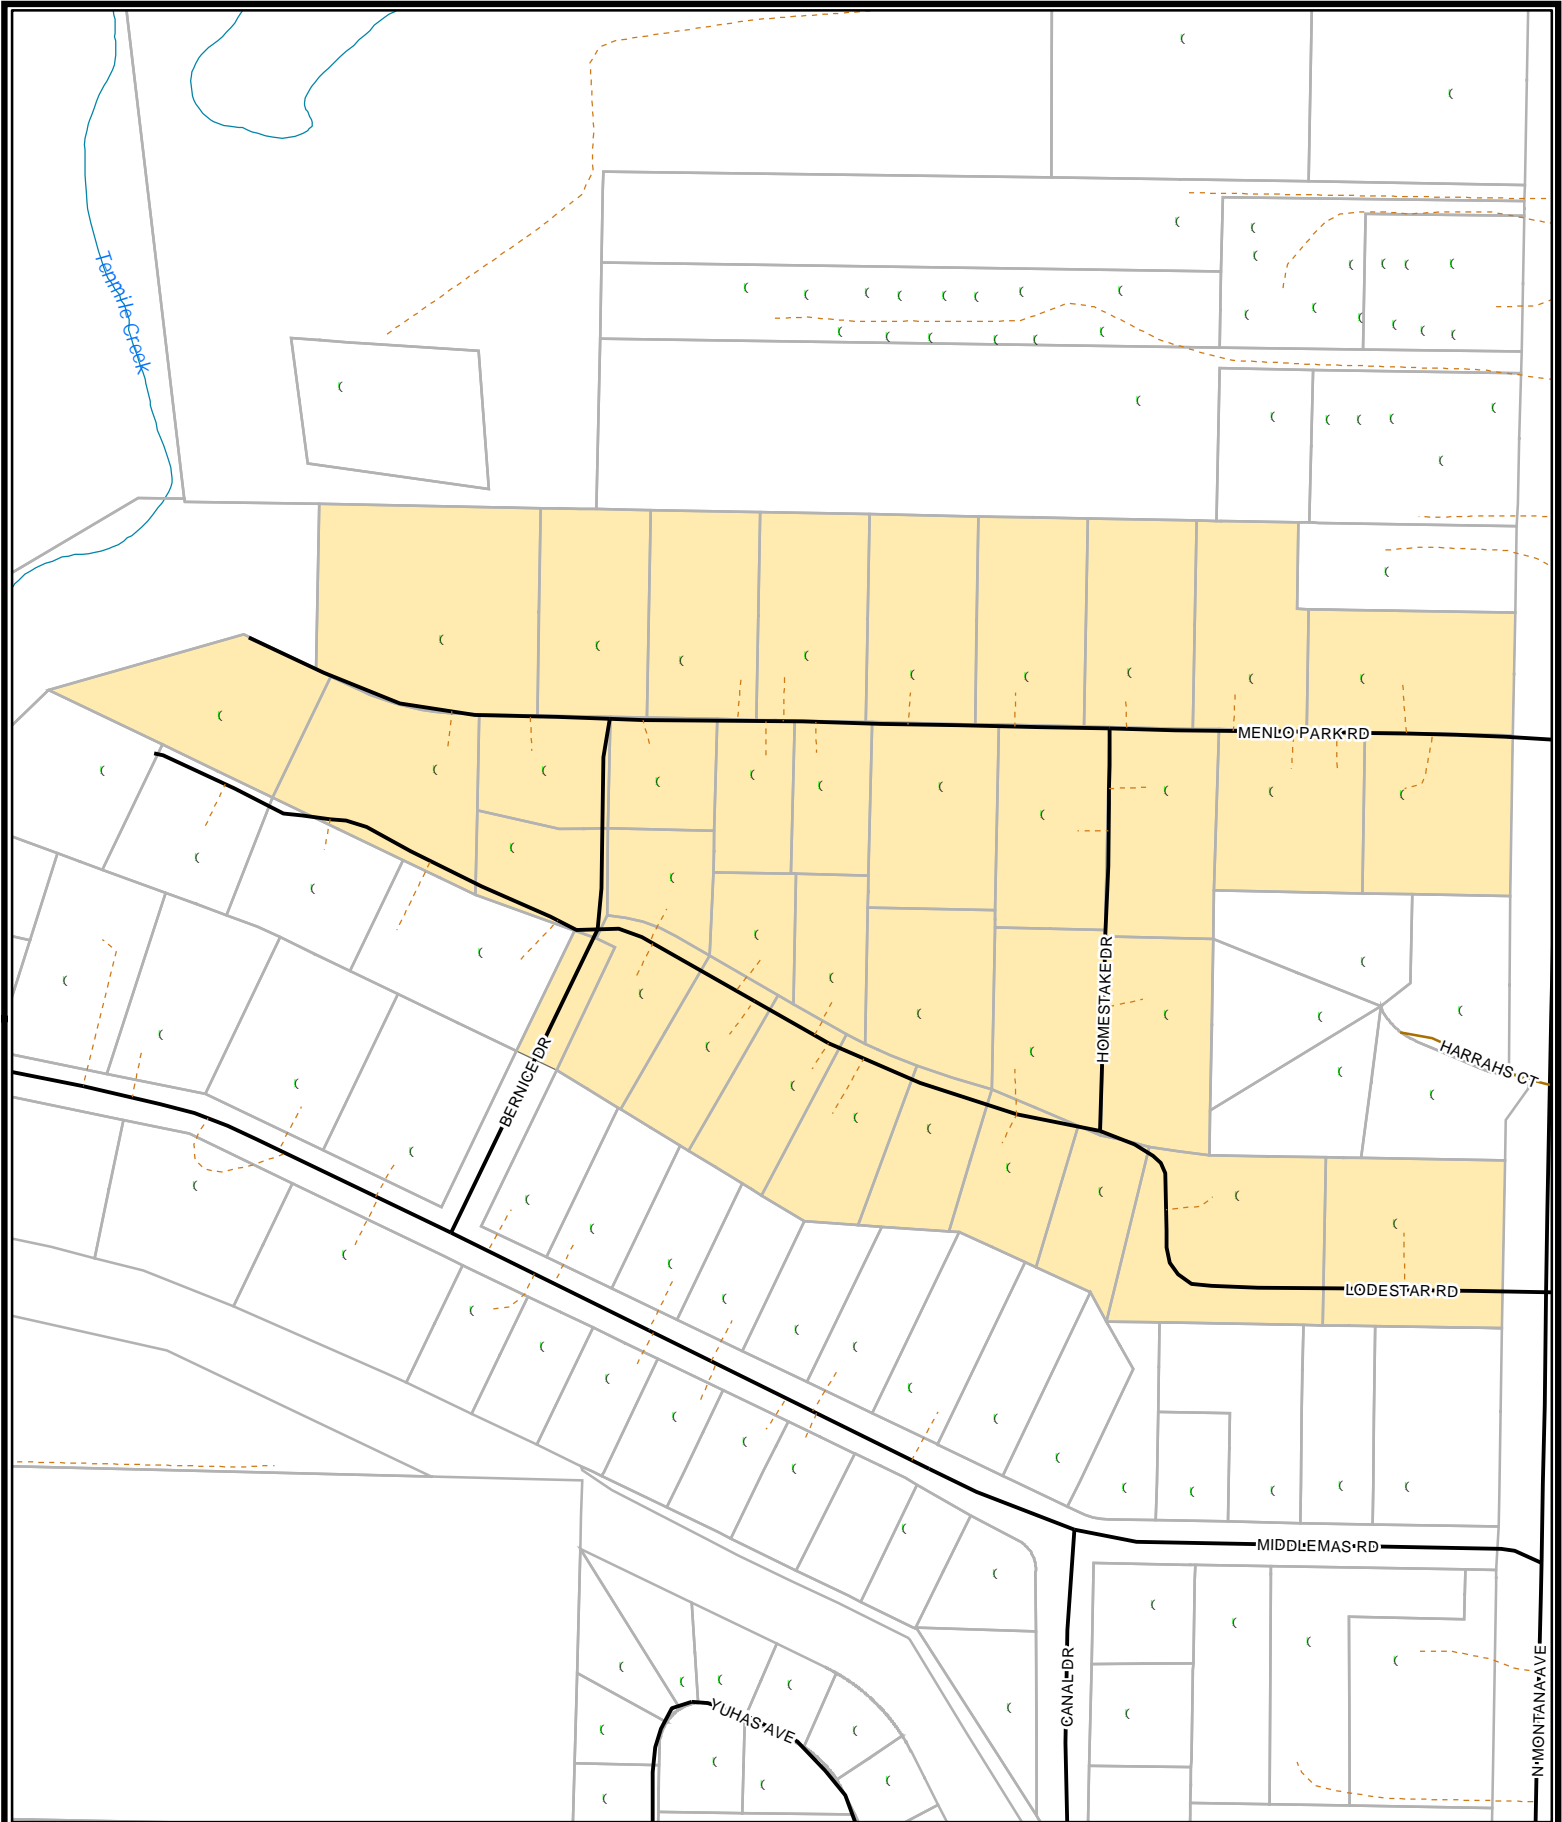 Tenmile Creek
MENLO PARK RD
HOMESTAKE DR
BERNICE DR
HARRAHS CT
LODESTAR RD
MIDDLEMAS RD
CANAL DR
N MONTANA AVE
YUHAS AVE